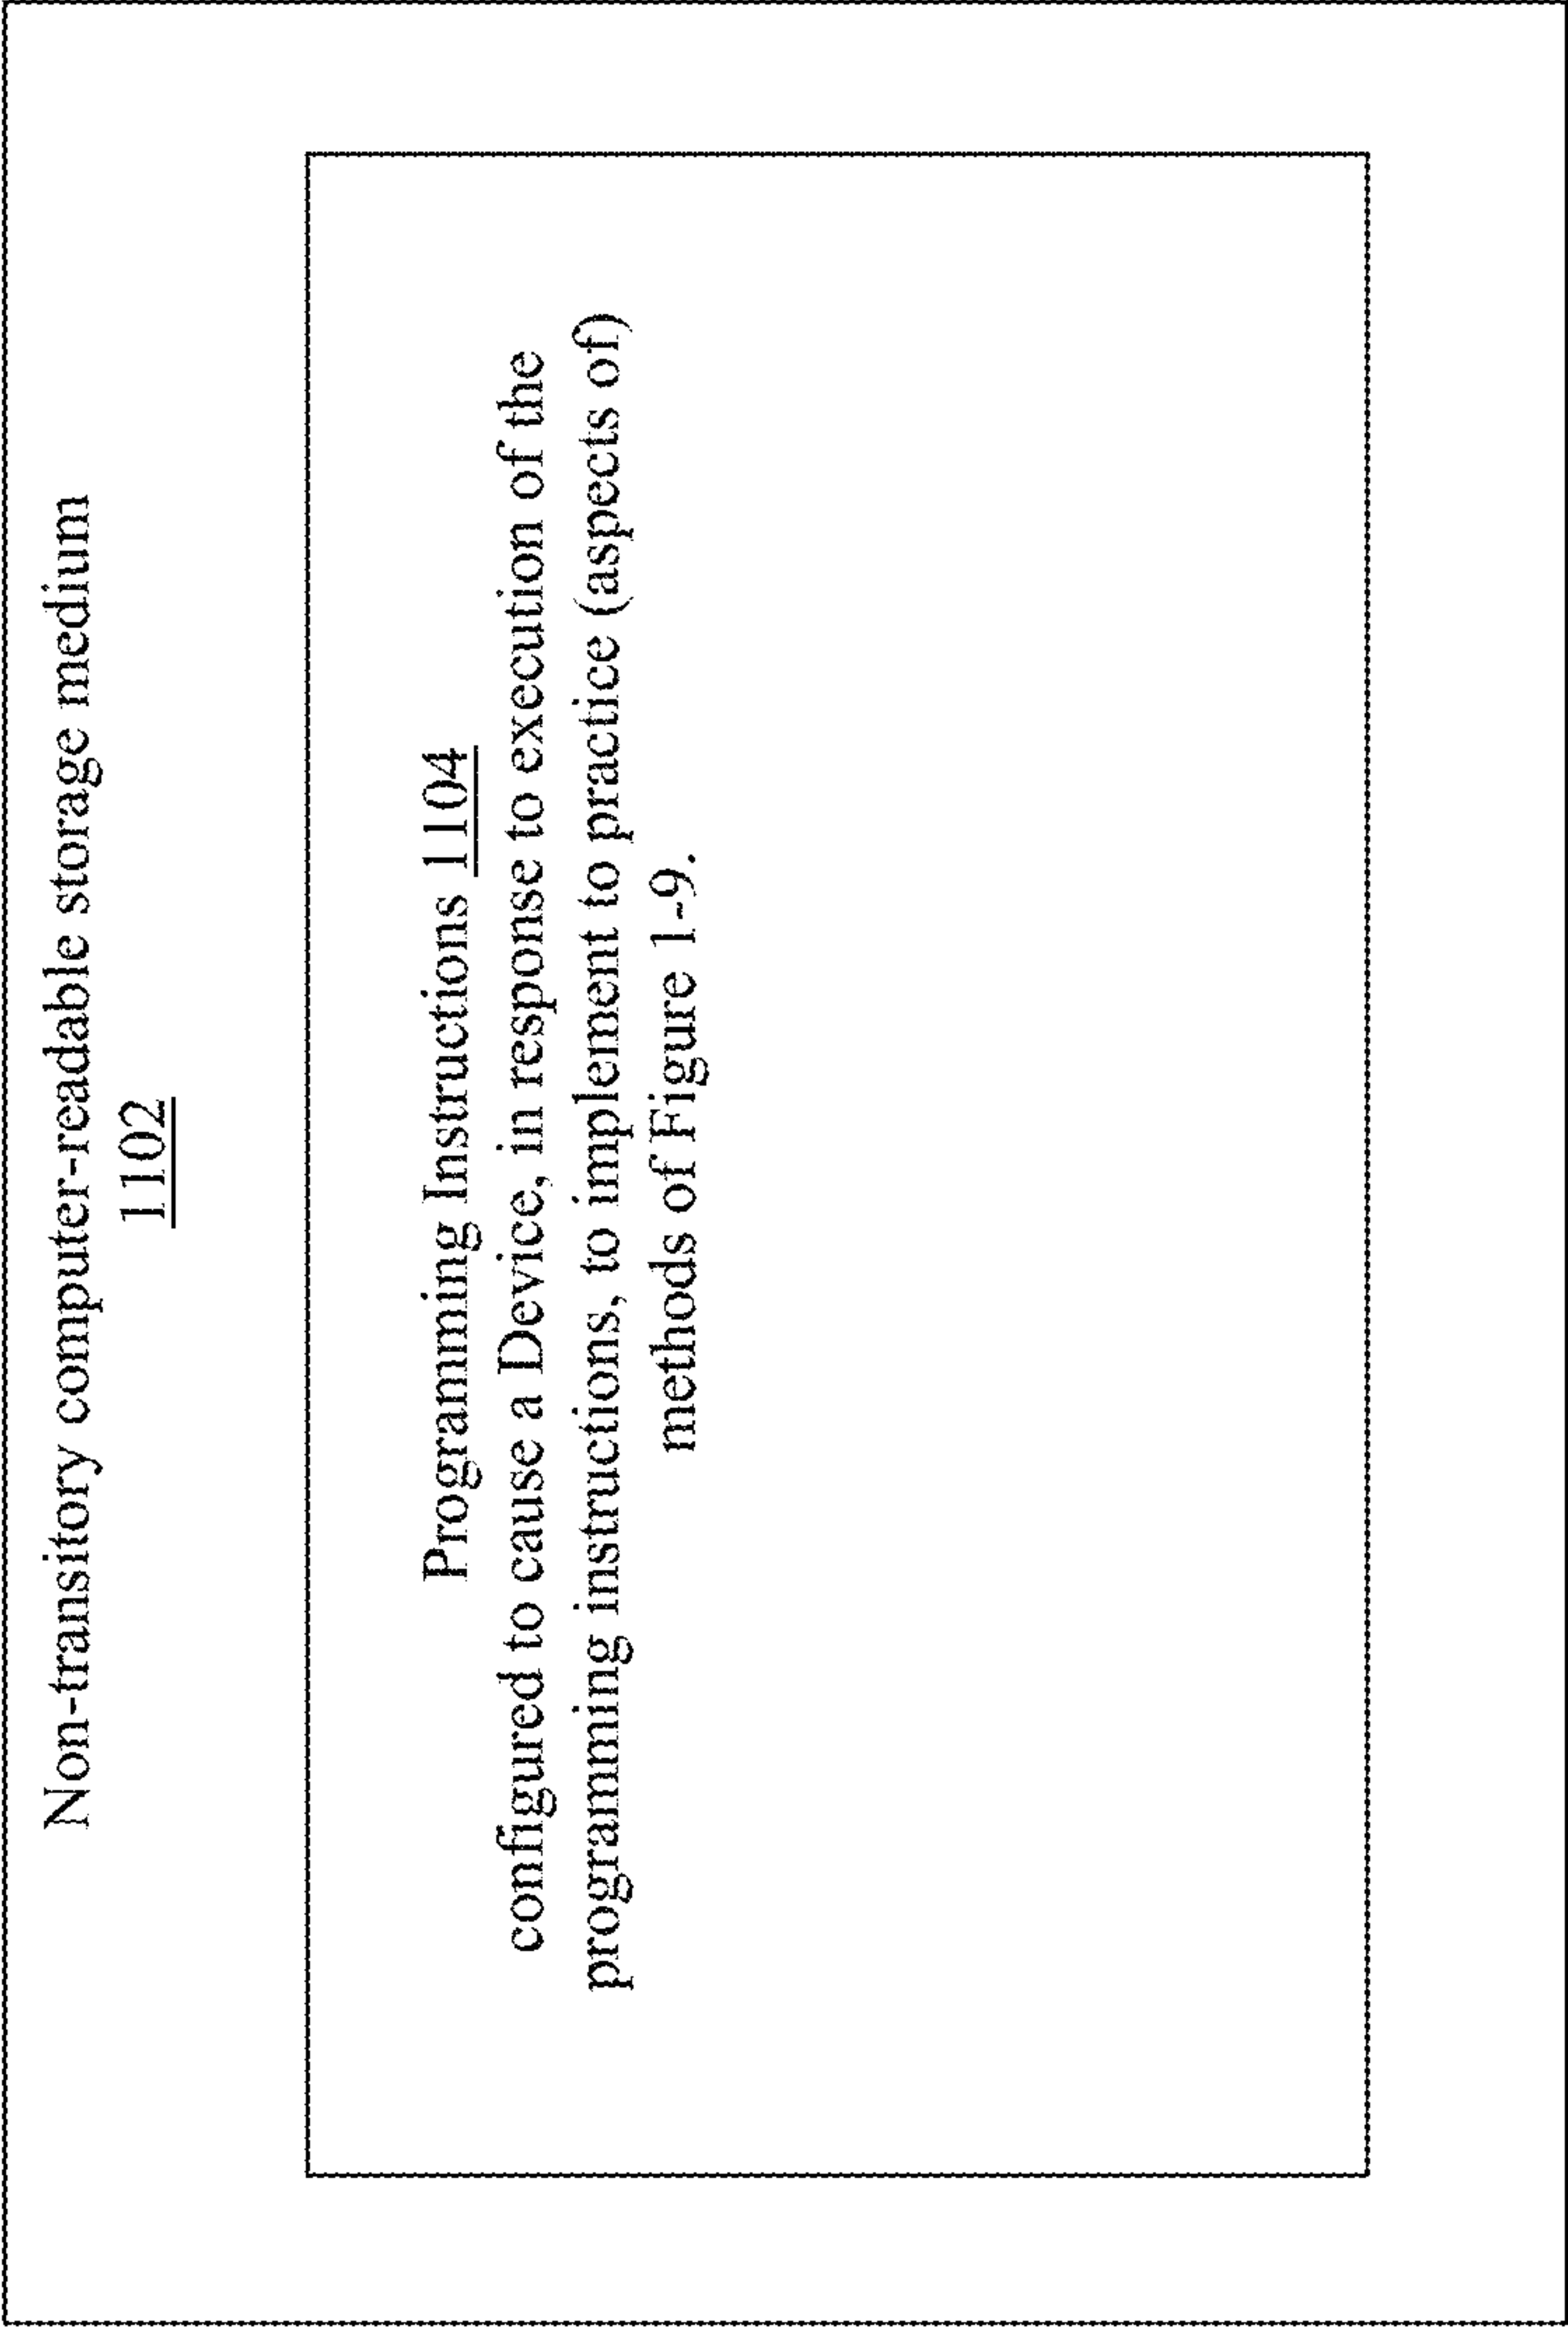 Non-transitory computer-readable storage medium
1102
Programming Instructions 1104
configured to cause a Device, in response to execution of the
programming instructions, to implement to practice (aspects of)
methods of Figure 1-9.